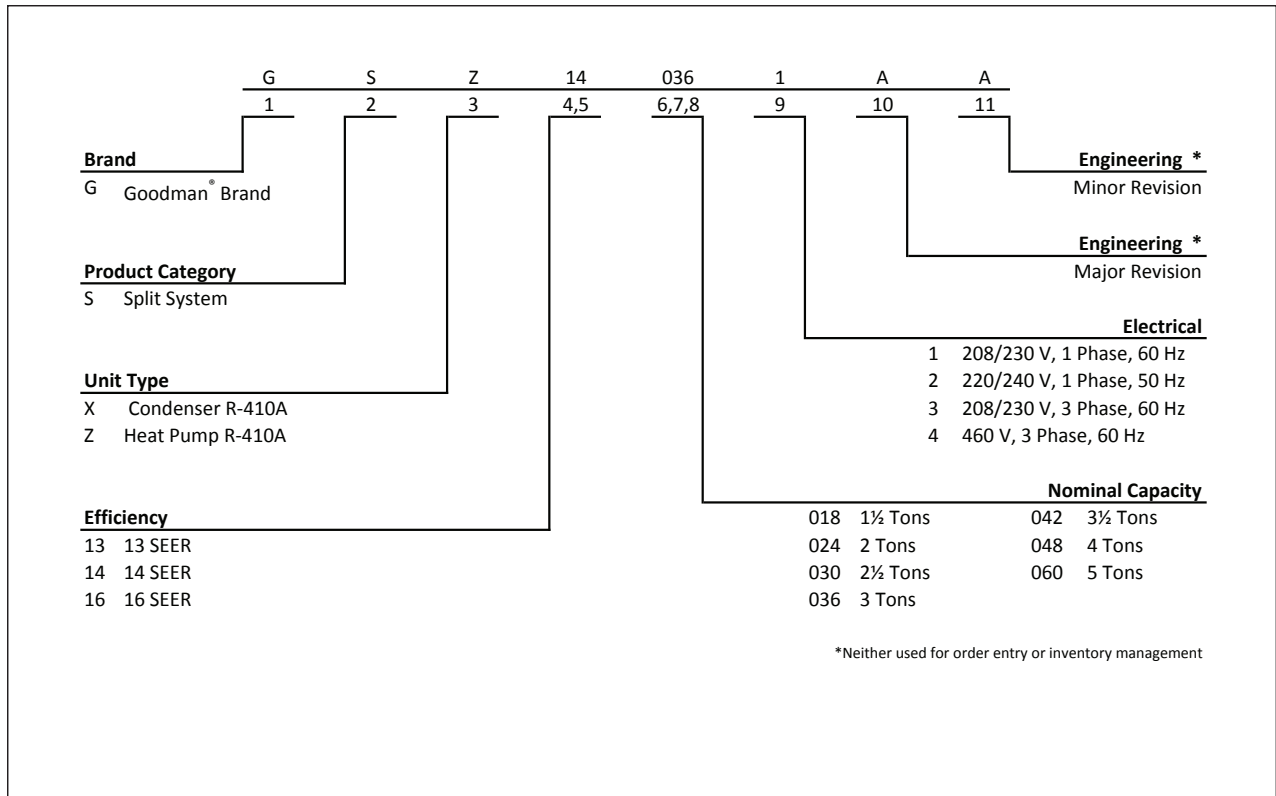 G S Z 14 036 1 A A
1 2 3 4,5 6,7,8 9 10 11
Brand
G Goodman® Brand
Product Category
S Split System
Unit Type
X Condenser R-410A
Z Heat Pump R-410A
Efficiency
13 13 SEER
14 14 SEER
16 16 SEER
Engineering *
Minor Revision
Engineering *
Major Revision
Electrical
1 208/230 V, 1 Phase, 60 Hz
2 220/240 V, 1 Phase, 50 Hz
3 208/230 V, 3 Phase, 60 Hz
4 460 V, 3 Phase, 60 Hz
Nominal Capacity
018 1½ Tons 042 3½ Tons
024 2 Tons 048 4 Tons
030 2½ Tons 060 5 Tons
036 3 Tons
*Neither used for order entry or inventory management